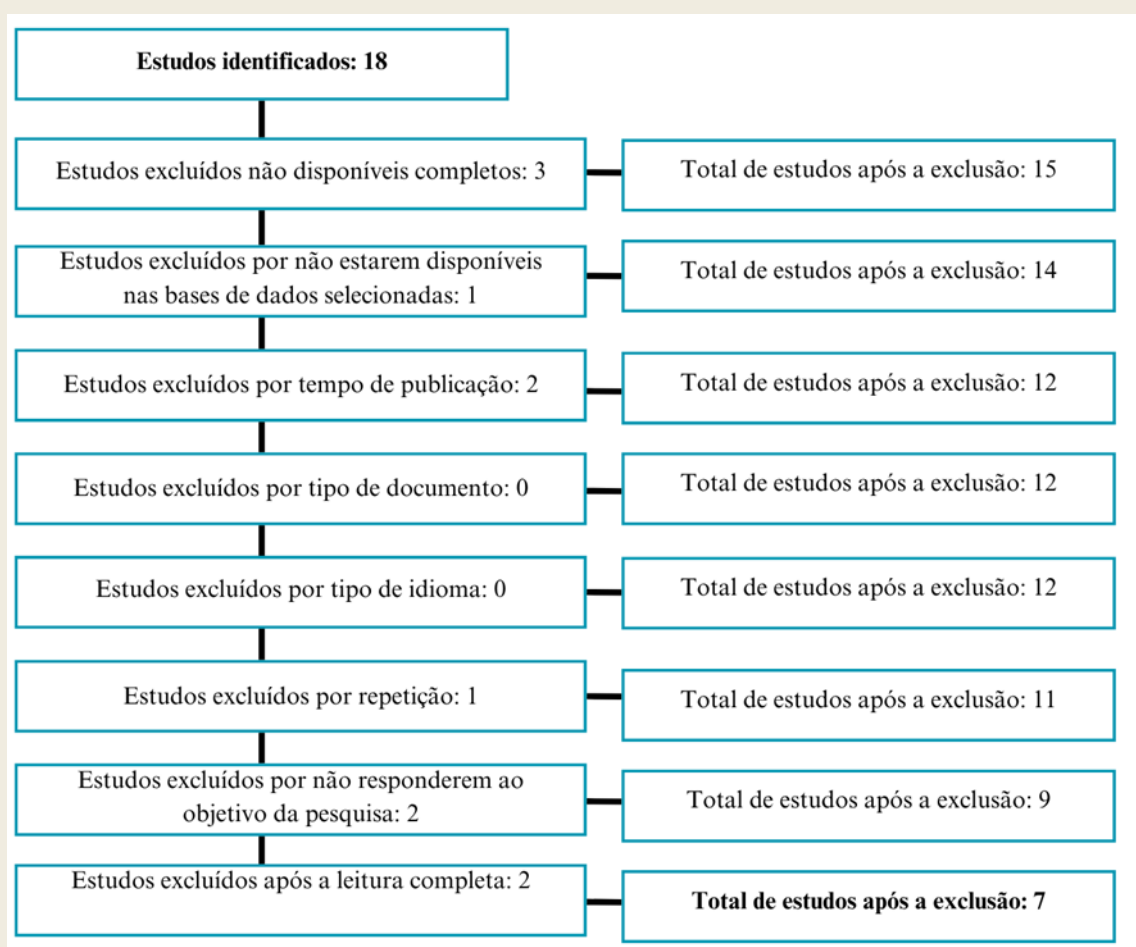 Estudos identificados: 18
Estudos excluídos não disponíveis completos: 3
Total de estudos após a exclusão: 15
Estudos excluídos por não estarem disponíveis
nas bases de dados selecionadas: 1
Total de estudos após a exclusão: 14
Estudos excluídos por tempo de publicação: 2
Total de estudos após a exclusão: 12
Estudos excluídos por tipo de documento: 0
Total de estudos após a exclusão: 12
Estudos excluídos por tipo de idioma: 0
Total de estudos após a exclusão: 12
Estudos excluídos por repetição: 1
Total de estudos após a exclusão: 11
Estudos excluídos por não responderem ao
objetivo da pesquisa: 2
Total de estudos após a exclusão: 9
Estudos excluídos após a leitura completa: 2
Total de estudos após a exclusão: 7